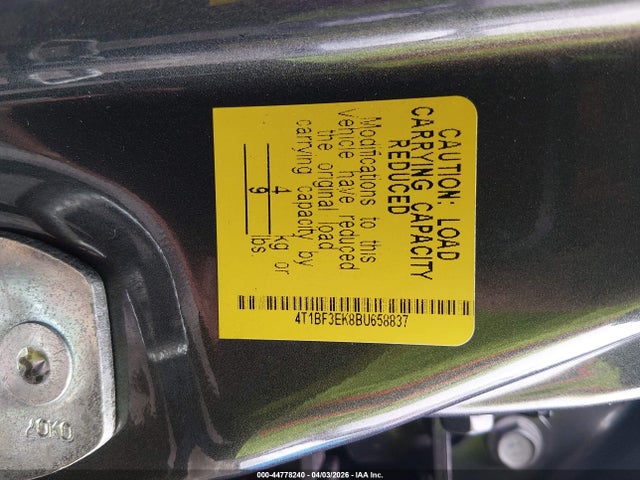 CAUTION: LOAD
CARRYING CAPACITY
REDUCED
Modifications to this
vehicle have reduced
the original load
carrying capacity by
4 kg or
9 lbs
4T1BF3EK8BU658837
YOKO
000-44778240 - 04/03/2026 - IAA Inc.